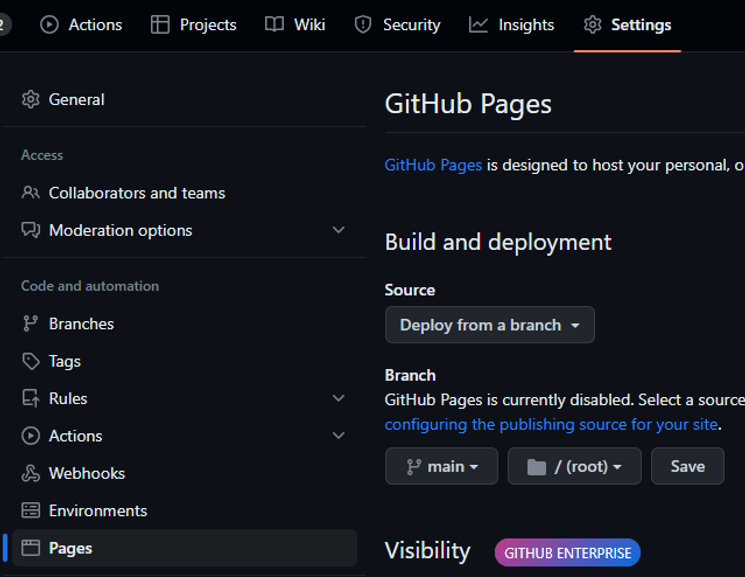 2 Actions Projects Wiki Security Insights Settings
General
Access
Collaborators and teams
Moderation options
Code and automation
Branches
Tags
Rules
Actions
Webhooks
Environments
Pages
GitHub Pages
GitHub Pages is designed to host your personal, o
Build and deployment
Source
Deploy from a branch
Branch
GitHub Pages is currently disabled. Select a source
configuring the publishing source for your site.
main / (root) Save
Visibility GITHUB ENTERPRISE